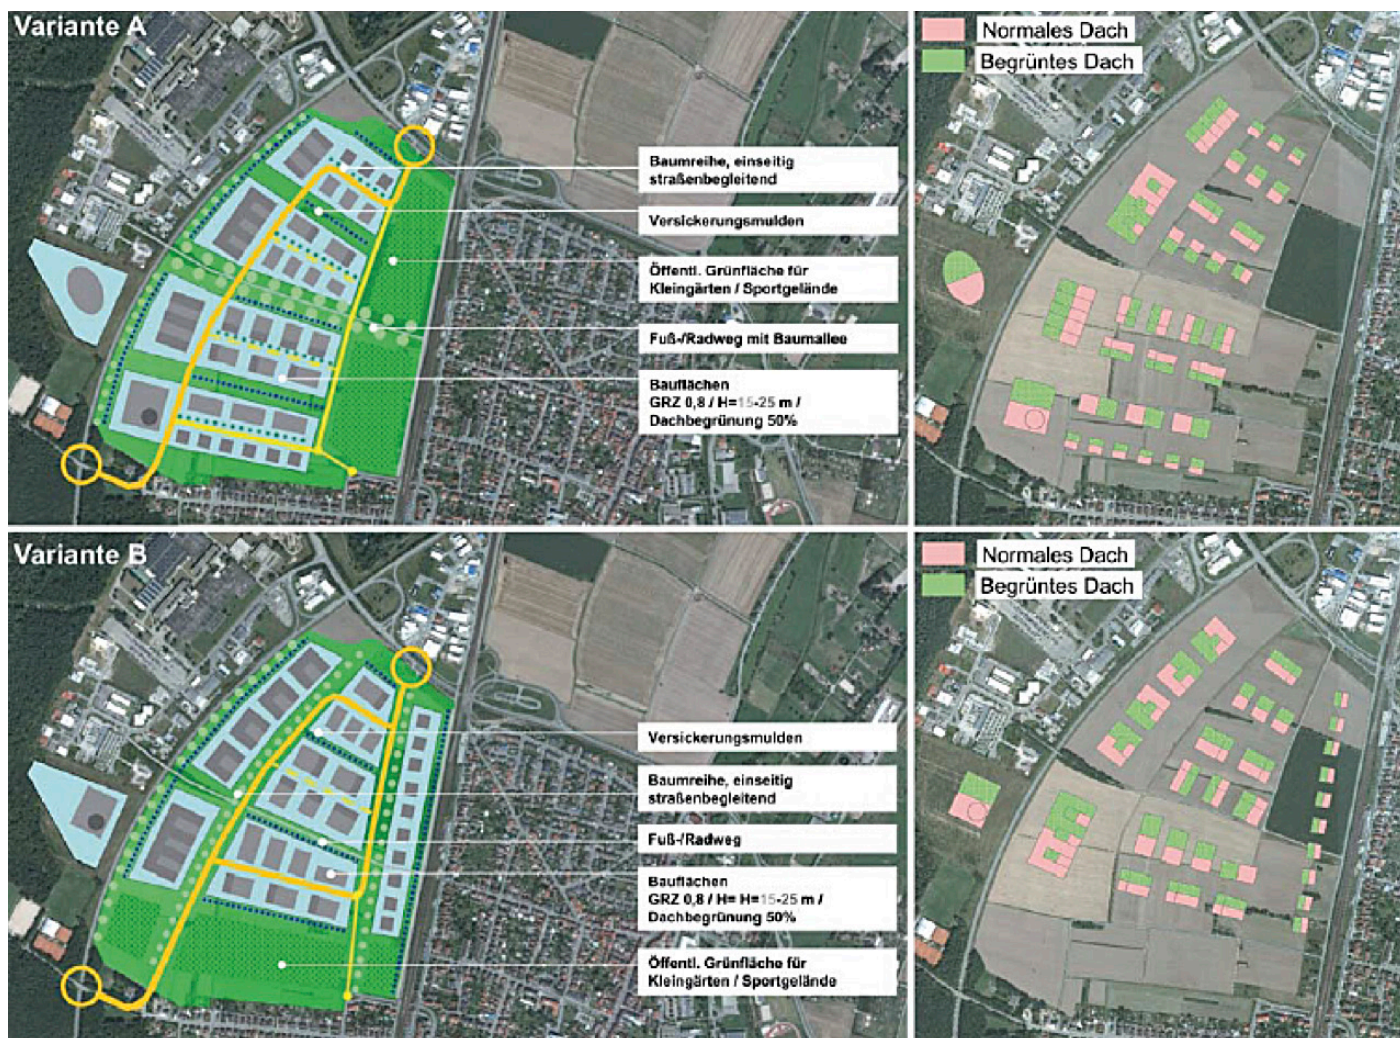 Variante A
Baumreihe, einseitig
straßenbegleitend
Versickerungsmulden
Öffentl. Grünfläche für
Kleingärten / Sportgelände
Fuß-/Radweg mit Baumallee
Bauflächen
GRZ 0,8 / H=15-25 m /
Dachbegrünung 50%
Normales Dach
Begrüntes Dach
Variante B
Versickerungsmulden
Baumreihe, einseitig
straßenbegleitend
Fuß-/Radweg
Bauflächen
GRZ 0,8 / H= H=15-25 m /
Dachbegrünung 50%
Öffentl. Grünfläche für
Kleingärten / Sportgelände
Normales Dach
Begrüntes Dach